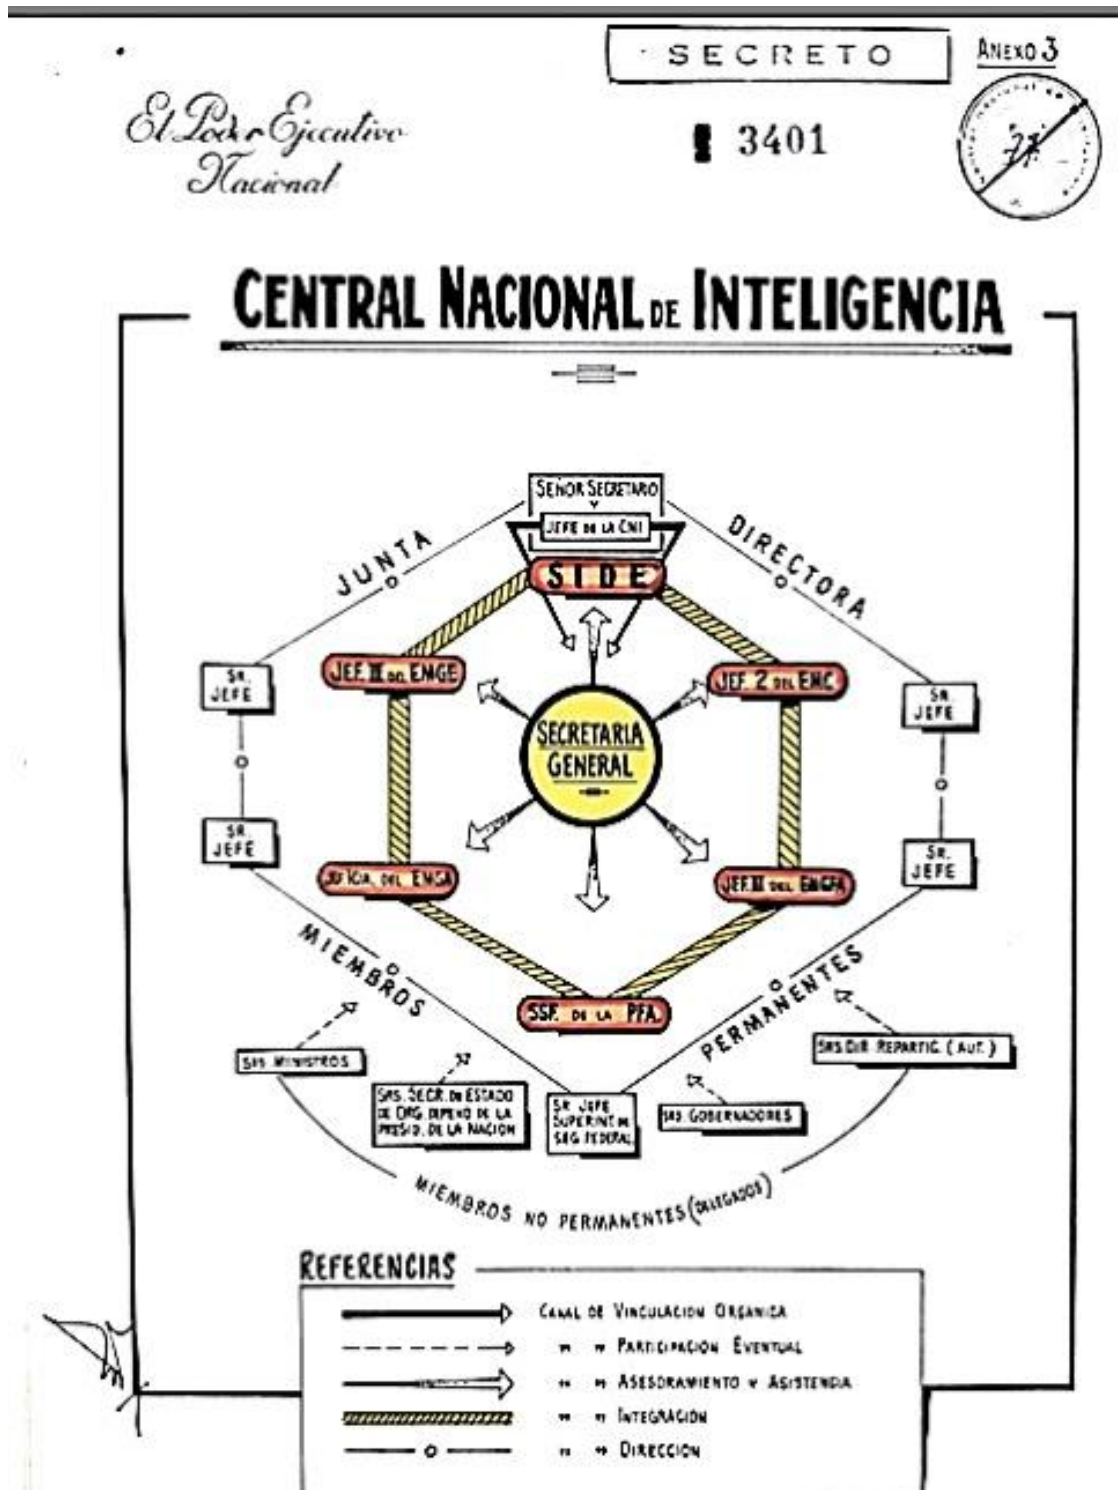 SECRETO
ANEXO 3
El Poder Ejecutivo
Nacional
3401
CENTRAL NACIONAL DE INTELIGENCIA
SEÑOR SECRETARIO
Y
JEFE DE LA CNI
JUNTA
DIRECTORA
SIDE
JEF. II DEL EMGE
JEF. 2 DEL EMC
SR.
JEFE
SR.
JEFE
SECRETARIA
GENERAL
SR.
JEFE
SR.
JEFE
DEL EMGA
JEF. II DEL EMGFA
MIEMBROS
PERMANENTES
SSF. DE LA PFA.
SRS MINISTROS
SRS. DIR. REPARTIC. (AUT.)
SRS. SECR. DE ESTADO
DE ORG. DEPEND DE LA
PRESID. DE LA NACIÓN
SR JEFE
SUPERINT. DE
SEG FEDERAL
SRS. GOBERNADORES
MIEMBROS NO PERMANENTES (DELEGADOS)
REFERENCIAS
CANAL DE VINCULACION ORGANICA
" " PARTICIPACION EVENTUAL
" " ASESORAMIENTO Y ASISTENCIA
" " INTEGRACIÓN
" " DIRECCION